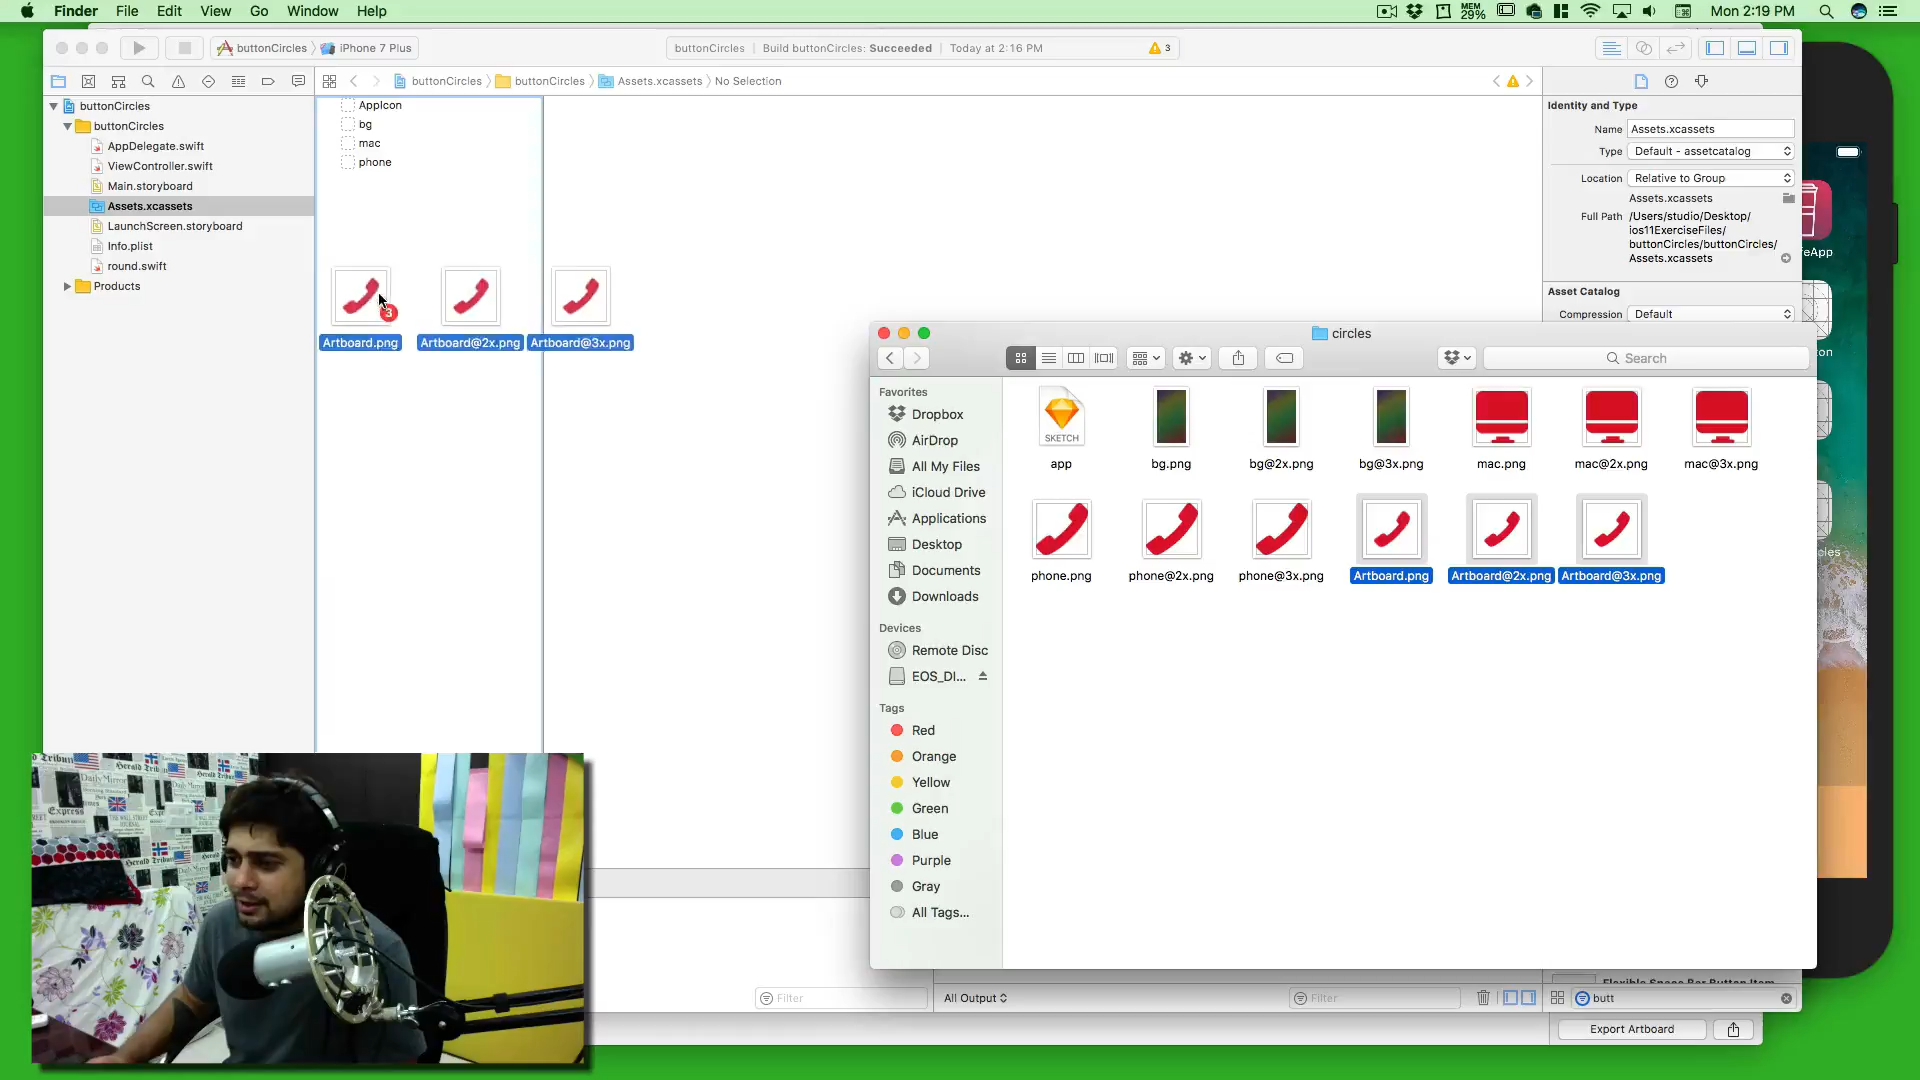 Finder File Edit View Go Window Help
MEM 29% Mon 2:19 PM
buttonCircles iPhone 7 Plus
buttonCircles | Build buttonCircles: Succeeded | Today at 2:16 PM 3
buttonCircles buttonCircles Assets.xcassets No Selection
buttonCircles
buttonCircles
AppDelegate.swift
ViewController.swift
Main.storyboard
Assets.xcassets
LaunchScreen.storyboard
Info.plist
round.swift
Products
AppIcon
bg
mac
phone
3
Artboard.png Artboard@2x.png Artboard@3x.png
Identity and Type
Name Assets.xcassets
Type Default - assetcatalog
Location Relative to Group
Assets.xcassets
Full Path /Users/studio/Desktop/
ios11ExerciseFiles/
buttonCircles/buttonCircles/
Assets.xcassets
Asset Catalog
Compression Default
circles
Search
Favorites
Dropbox
AirDrop
All My Files
iCloud Drive
Applications
Desktop
Documents
Downloads
Devices
Remote Disc
EOS_DI...
Tags
Red
Orange
Yellow
Green
Blue
Purple
Gray
All Tags...
SKETCH
app bg.png bg@2x.png bg@3x.png mac.png mac@2x.png mac@3x.png
phone.png phone@2x.png phone@3x.png Artboard.png Artboard@2x.png Artboard@3x.png
Filter All Output Filter butt
Export Artboard